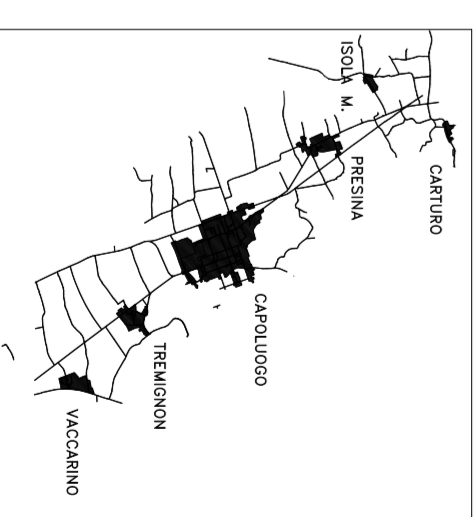 CARTURO
ISOLA M.
PRESINA
CAPOLUOGO
TREMIGNON
VACCARINO